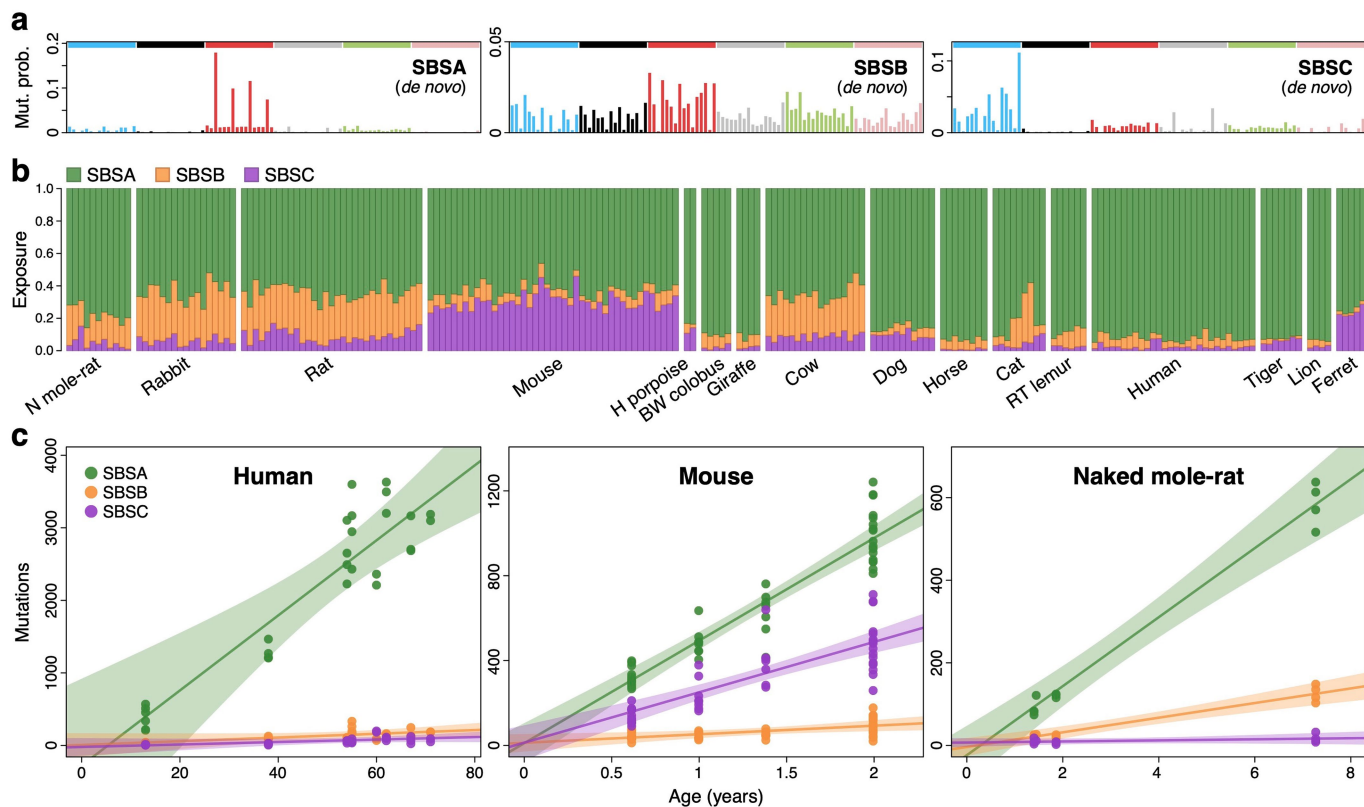 a
Mut. prob.
0.2
0.1
0
SBSA
(de novo)
0.05
0
SBSB
(de novo)
0.1
0
SBSC
(de novo)
b
SBSA SBSB SBSC
Exposure
1.0
0.8
0.6
0.4
0.2
0.0
N mole-rat
Rabbit
Rat
Mouse
H porpoise
BW colobus
Giraffe
Cow
Dog
Horse
Cat
RT lemur
Human
Tiger
Lion
Ferret
c
Mutations
4000
3000
2000
1000
0
Human
SBSA
SBSB
SBSC
0 20 40 60 80
1200
800
400
0
Mouse
0 0.5 1 1.5 2
Age (years)
600
400
200
0
Naked mole-rat
0 2 4 6 8